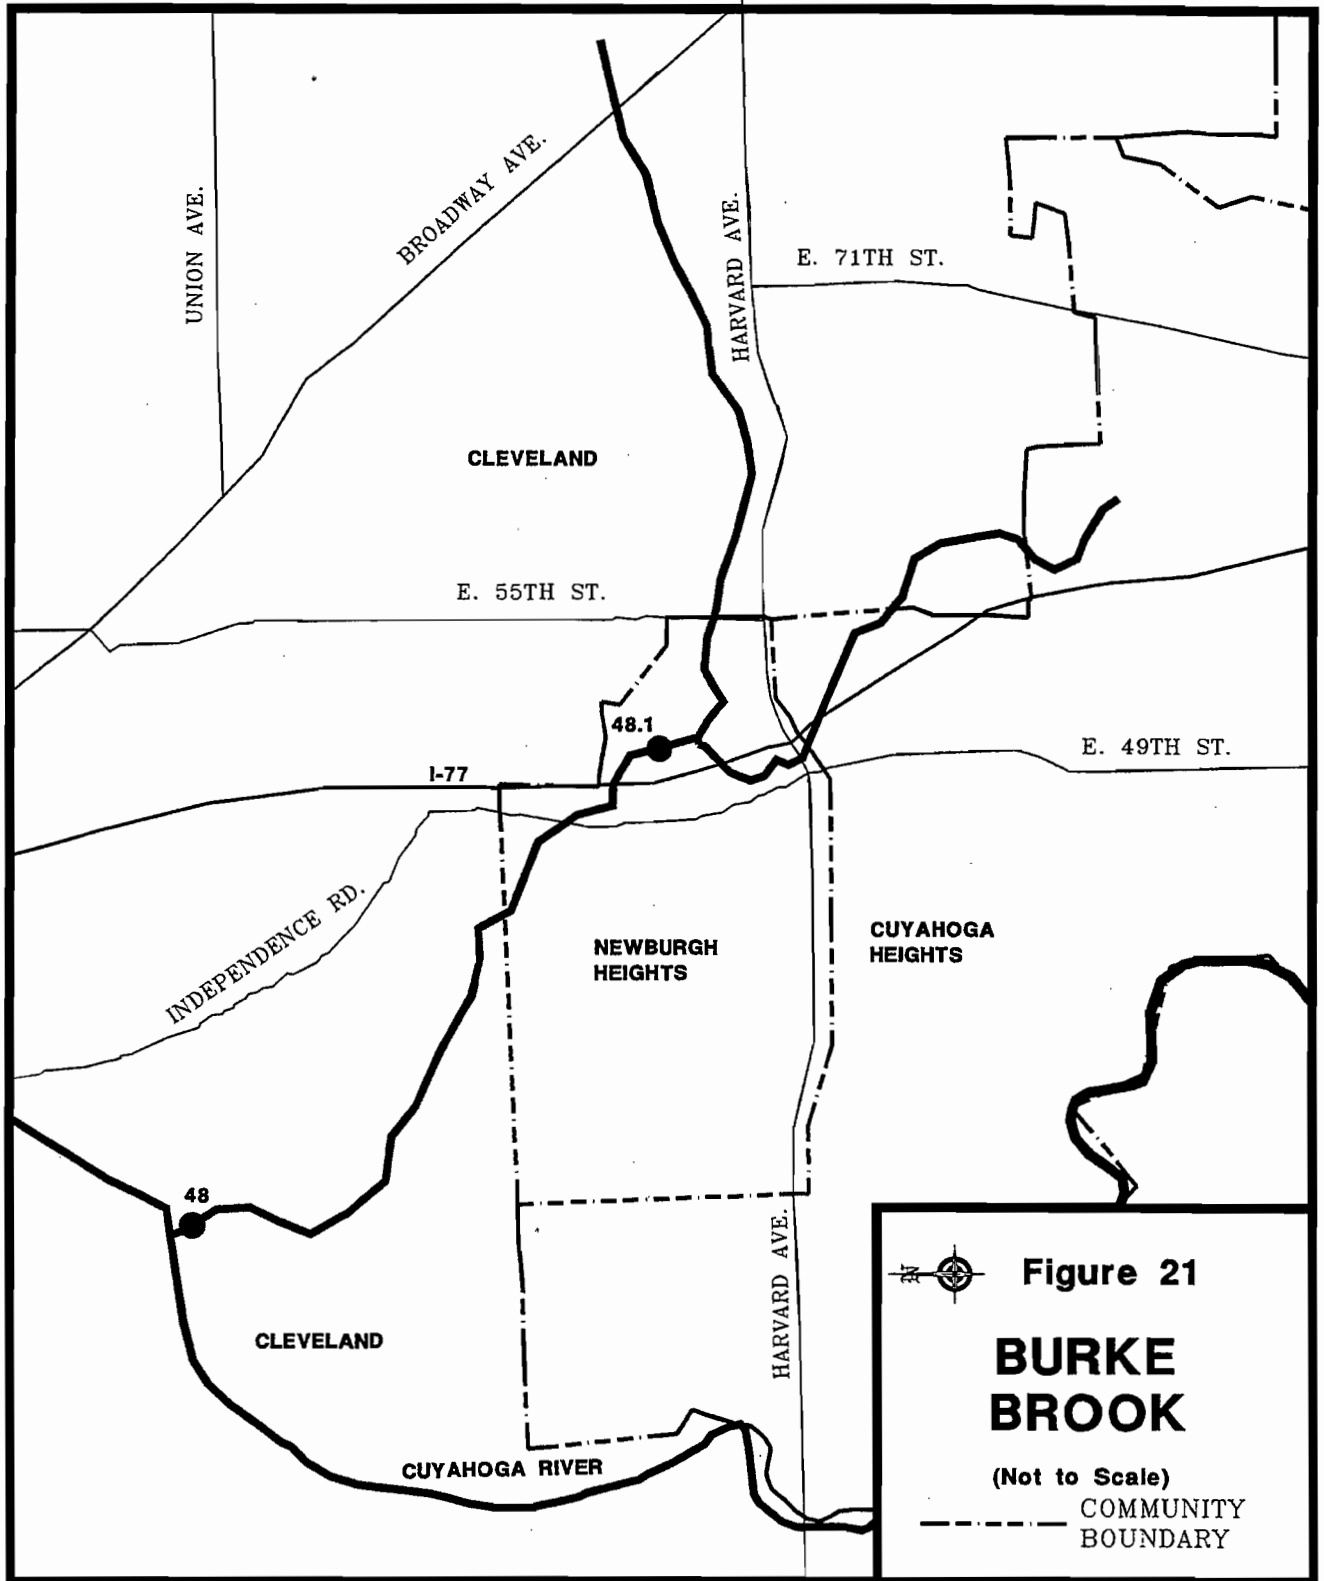 UNION AVE.
BROADWAY AVE.
HARVARD AVE.
E. 71TH ST.
CLEVELAND
E. 55TH ST.
48.1
I-77
E. 49TH ST.
INDEPENDENCE RD.
NEWBURGH
HEIGHTS
CUYAHOGA
HEIGHTS
48
HARVARD AVE.
CLEVELAND
CUYAHOGA RIVER
N
Figure 21
BURKE
BROOK
(Not to Scale)
COMMUNITY
BOUNDARY